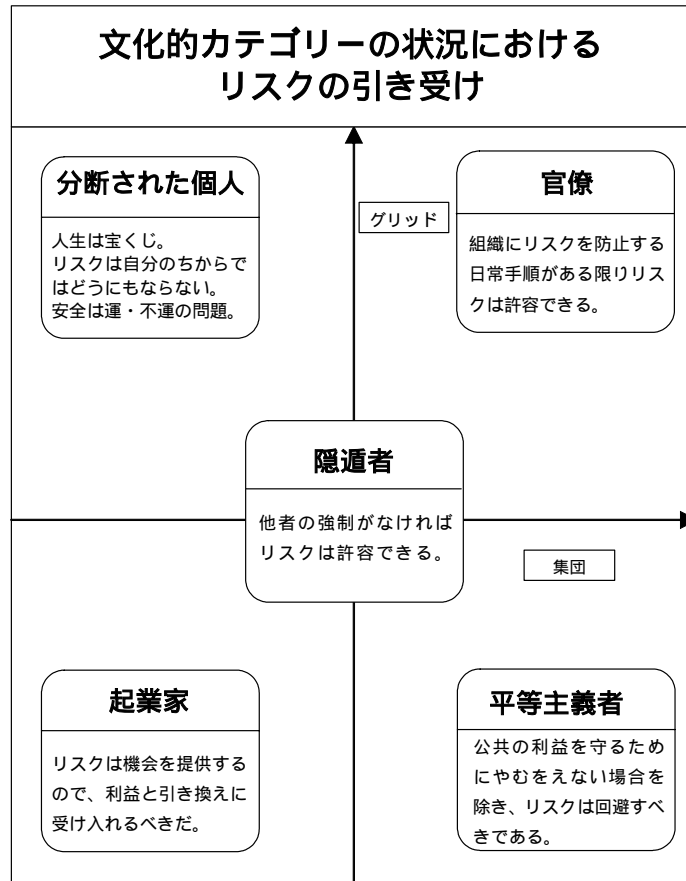 文化的カテゴリーの状況における
リスクの引き受け
分断された個人
人生は宝くじ。
リスクは自分のちからで
はどうにもならない。
安全は運・不運の問題。
グリッド
官僚
組織にリスクを防止する
日常手順がある限りリス
クは許容できる。
隠遁者
他者の強制がなければ
リスクは許容できる。
集団
起業家
リスクは機会を提供する
ので、利益と引き換えに
受け入れるべきだ。
平等主義者
公共の利益を守るため
にやむをえない場合を
除き、リスクは回避すべ
きである。